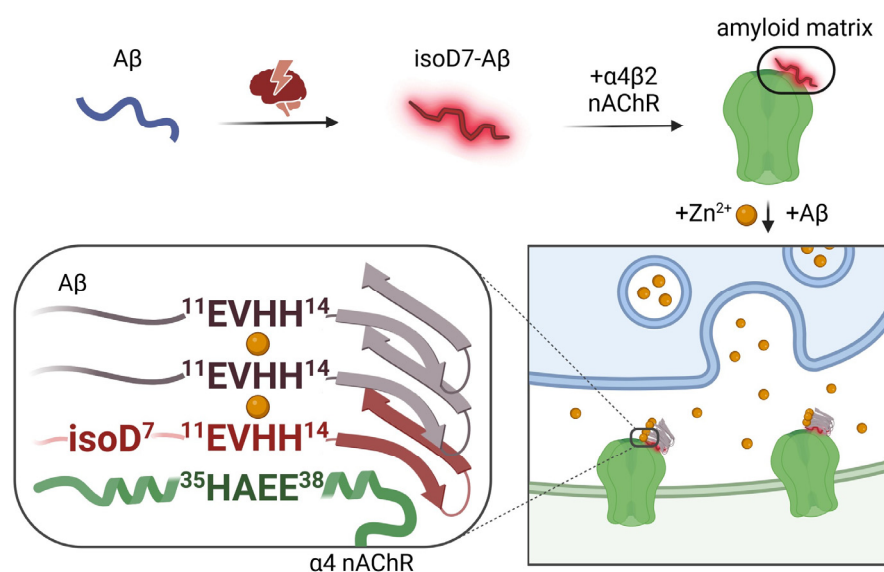 Aβ
isoD7-Aβ
+α4β2
nAChR
amyloid matrix
+Zn²⁺
+Aβ
Aβ
¹¹EVHH¹⁴
¹¹EVHH¹⁴
isoD⁷ ¹¹EVHH¹⁴
³⁵HAEE³⁸
α4 nAChR